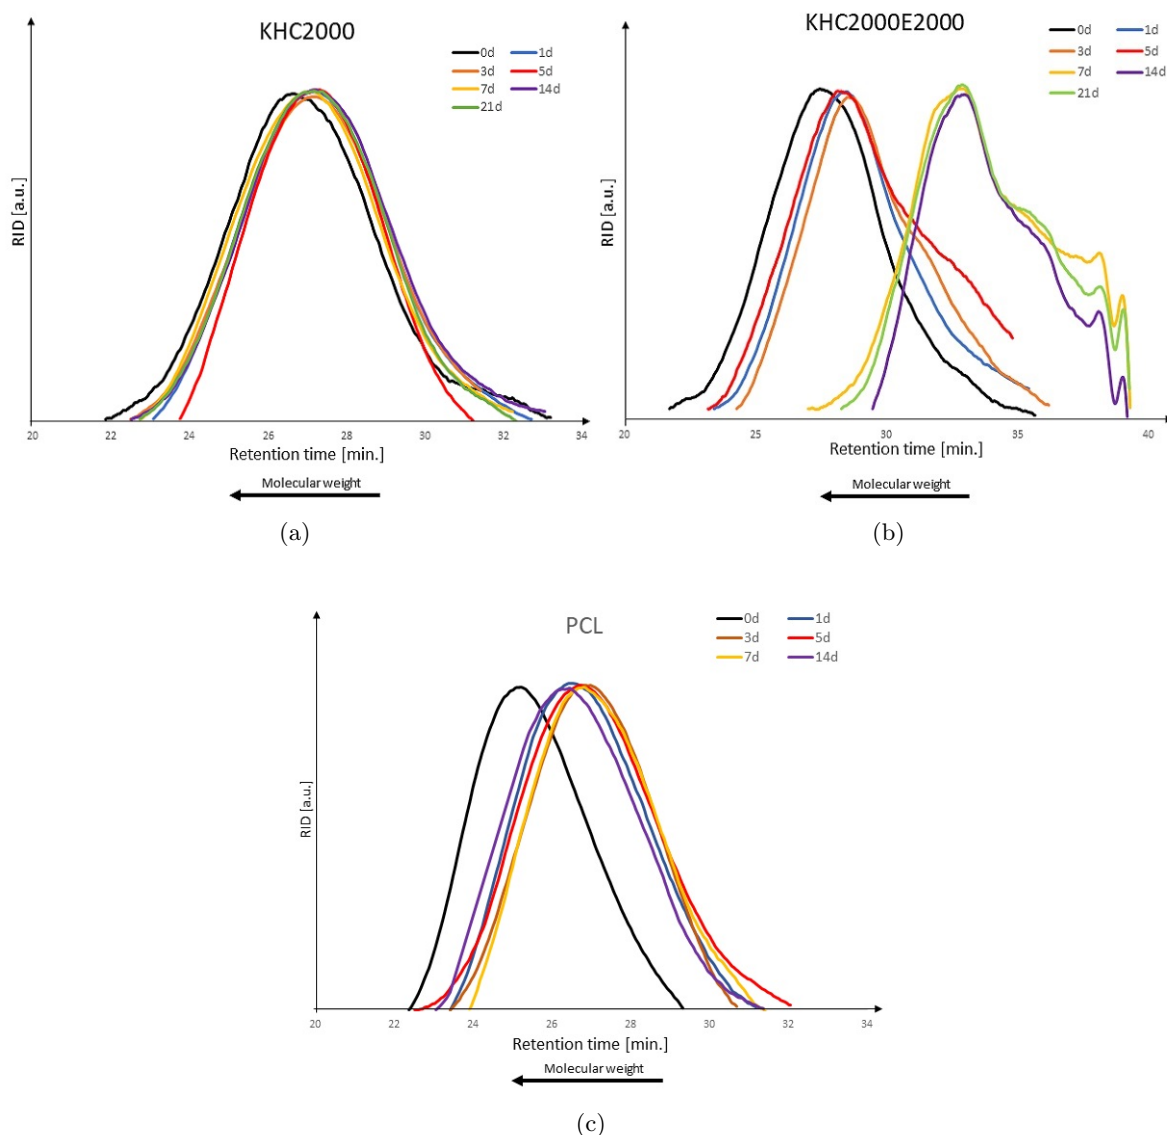 KHC2000
0d 1d
3d 5d
7d 14d
21d
RID [a.u.]
20 22 24 26 28 30 32 34
Retention time [min.]
Molecular weight
(a)
KHC2000E2000
0d 1d
3d 5d
7d 14d
21d
RID [a.u.]
20 25 30 35 40
Retention time [min.]
Molecular weight
(b)
PCL
0d 1d
3d 5d
7d 14d
RID [a.u.]
20 22 24 26 28 30 32 34
Retention time [min.]
Molecular weight
(c)